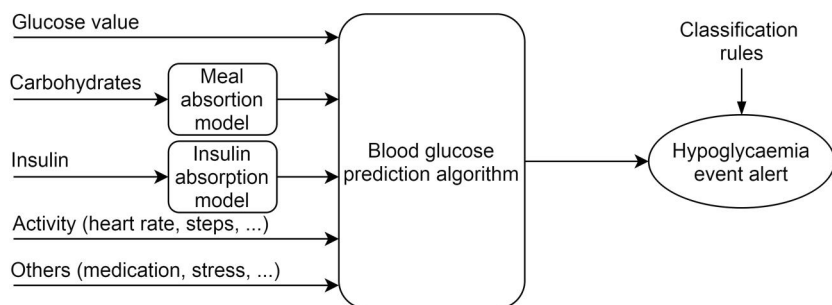 Glucose value
Carbohydrates
Meal
absortion
model
Insulin
Insulin
absorption
model
Activity (heart rate, steps, ...)
Others (medication, stress, ...)
Blood glucose
prediction algorithm
Classification
rules
Hypoglycaemia
event alert